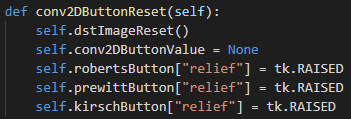 def conv2DButtonReset(self):
    self.dstImageReset()
    self.conv2DButtonValue = None
    self.robertsButton["relief"] = tk.RAISED
    self.prewittButton["relief"] = tk.RAISED
    self.kirschButton["relief"] = tk.RAISED